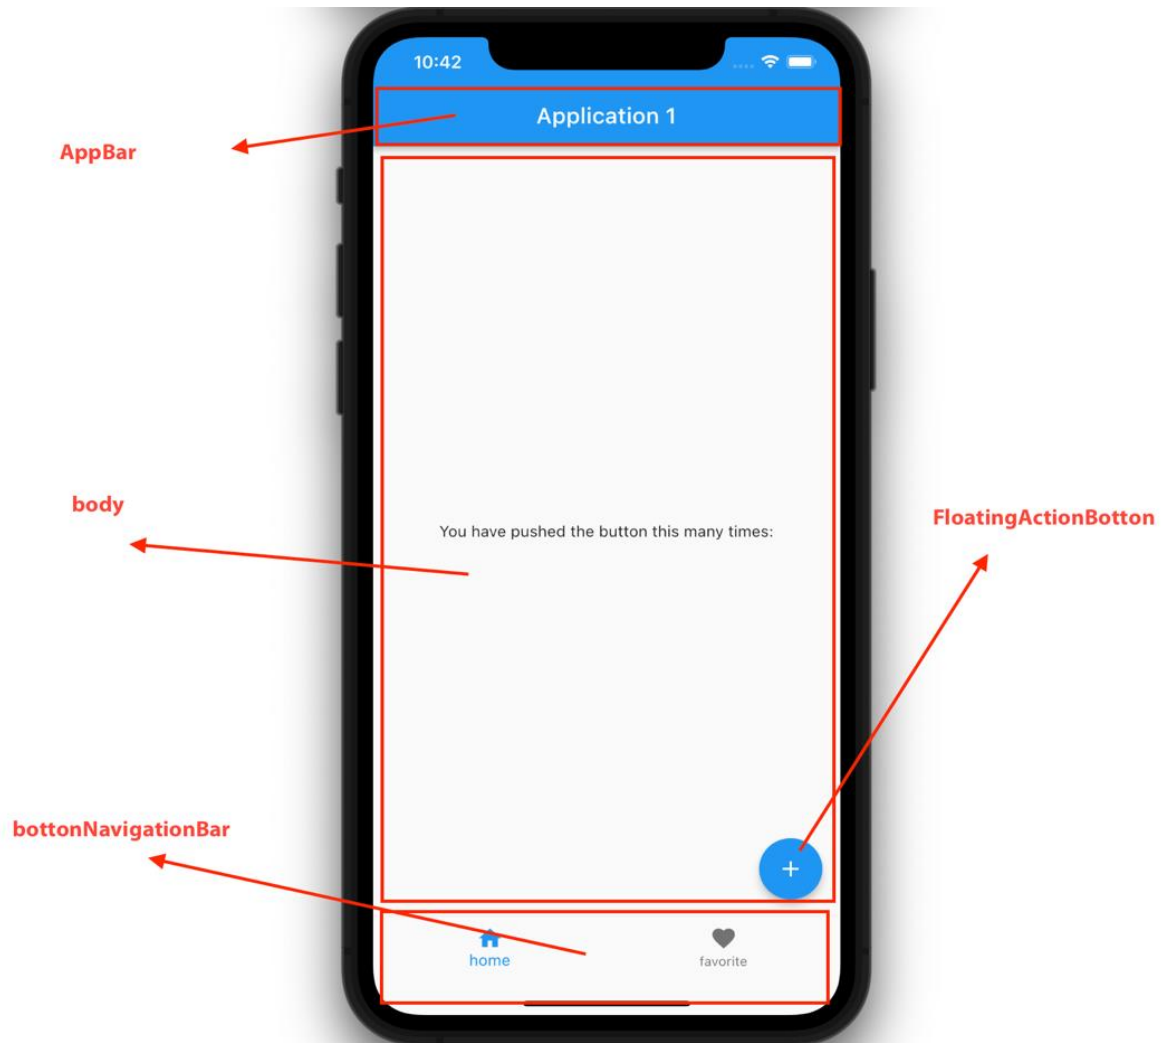 10:42
Application 1
AppBar
body
You have pushed the button this many times:
FloatingActionBotton
bottonNavigationBar
+
home
favorite